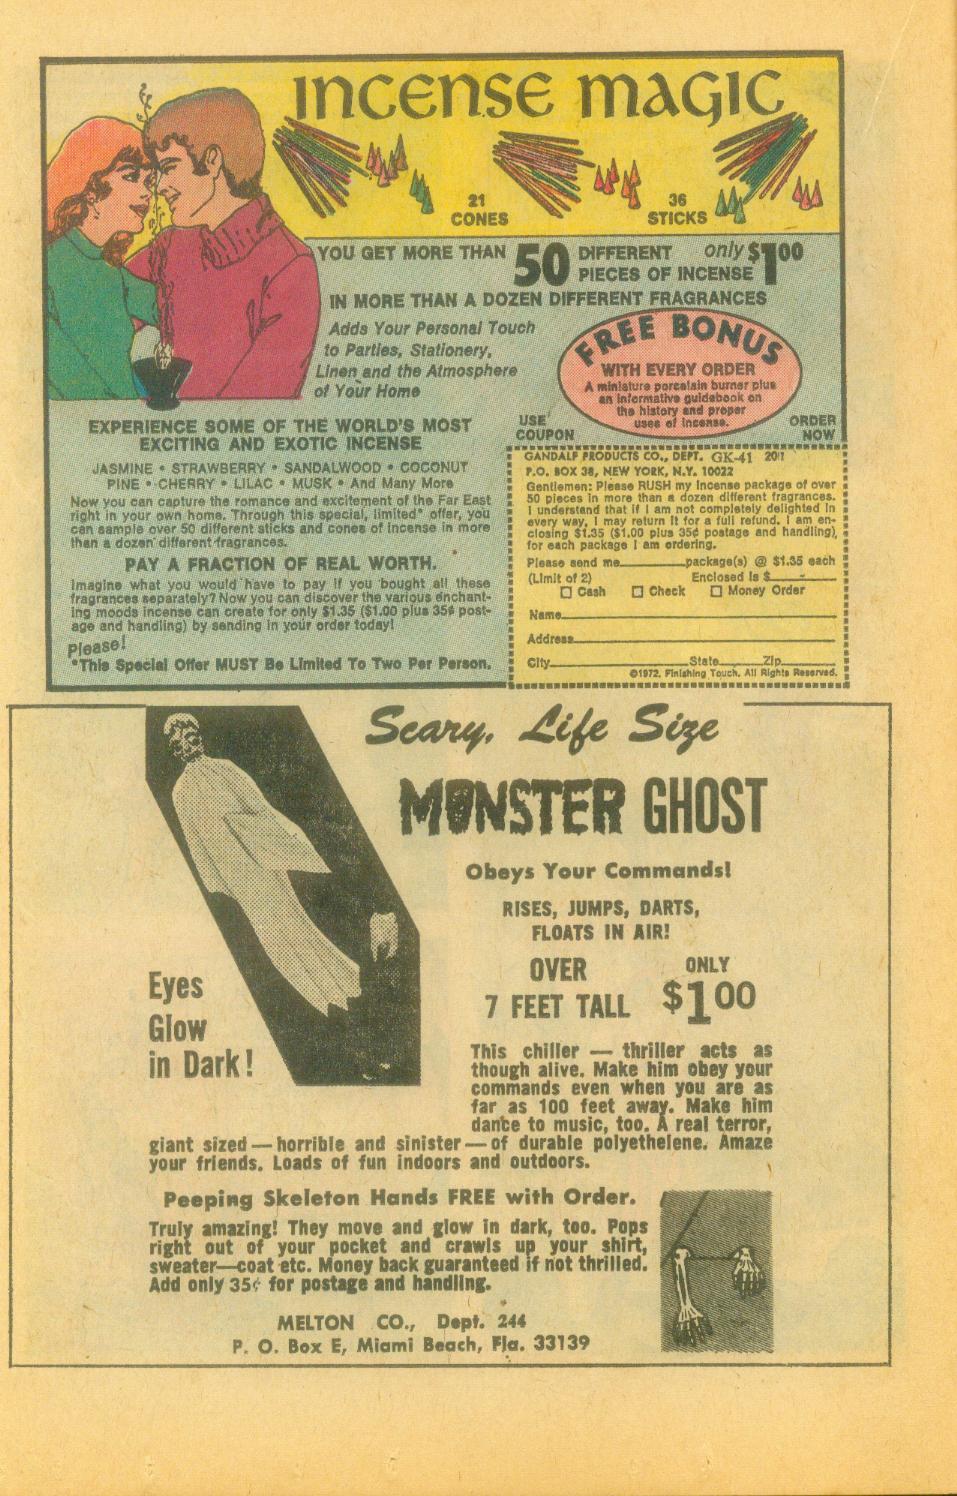 INCENSE MAGIC
21
CONES
36
STICKS
YOU GET MORE THAN 50 DIFFERENT only $1.00
PIECES OF INCENSE
IN MORE THAN A DOZEN DIFFERENT FRAGRANCES
Adds Your Personal Touch
to Parties, Stationery,
Linen and the Atmosphere
of Your Home
FREE BONUS
WITH EVERY ORDER
A miniature porcelain burner plus
an informative guidebook on
the history and proper
uses of incense.
EXPERIENCE SOME OF THE WORLD'S MOST
EXCITING AND EXOTIC INCENSE
JASMINE • STRAWBERRY • SANDALWOOD • COCONUT
PINE • CHERRY • LILAC • MUSK • And Many More
Now you can capture the romance and excitement of the Far East
right in your own home. Through this special, limited* offer, you
can sample over 50 different sticks and cones of incense in more
than a dozen different fragrances.
PAY A FRACTION OF REAL WORTH.
Imagine what you would have to pay if you bought all these
fragrances separately? Now you can discover the various enchant-
ing moods incense can create for only $1.35 ($1.00 plus 35¢ post-
age and handling) by sending in your order today!
Please!
*This Special Offer MUST Be Limited To Two Per Person.
USE
COUPON
ORDER
NOW
GANDALF PRODUCTS CO., DEPT. GK-41
P.O. BOX 38, NEW YORK, N.Y. 10022
Gentlemen: Please RUSH my Incense package of over
50 pieces in more than a dozen different fragrances.
I understand that if I am not completely delighted in
every way, I may return it for a full refund. I am en-
closing $1.35 ($1.00 plus 35¢ postage and handling),
for each package I am ordering.
Please send me package(s) @ $1.35 each
(Limit of 2) Enclosed is $
Cash Check Money Order
Name
Address
City State Zip
©1972, Finishing Touch. All Rights Reserved.
Scary, Life Size
MONSTER GHOST
Obeys Your Commands!
RISES, JUMPS, DARTS,
FLOATS IN AIR!
OVER
7 FEET TALL
ONLY
$1.00
Eyes
Glow
in Dark!
This chiller — thriller acts as
though alive. Make him obey your
commands even when you are as
far as 100 feet away. Make him
dance to music, too. A real terror,
giant sized — horrible and sinister — of durable polyethelene. Amaze
your friends. Loads of fun indoors and outdoors.
Peeping Skeleton Hands FREE with Order.
Truly amazing! They move and glow in dark, too. Pops
right out of your pocket and crawls up your shirt,
sweater—coat etc. Money back guaranteed if not thrilled.
Add only 35¢ for postage and handling.
MELTON CO., Dept. 244
P. O. Box E, Miami Beach, Fla. 33139